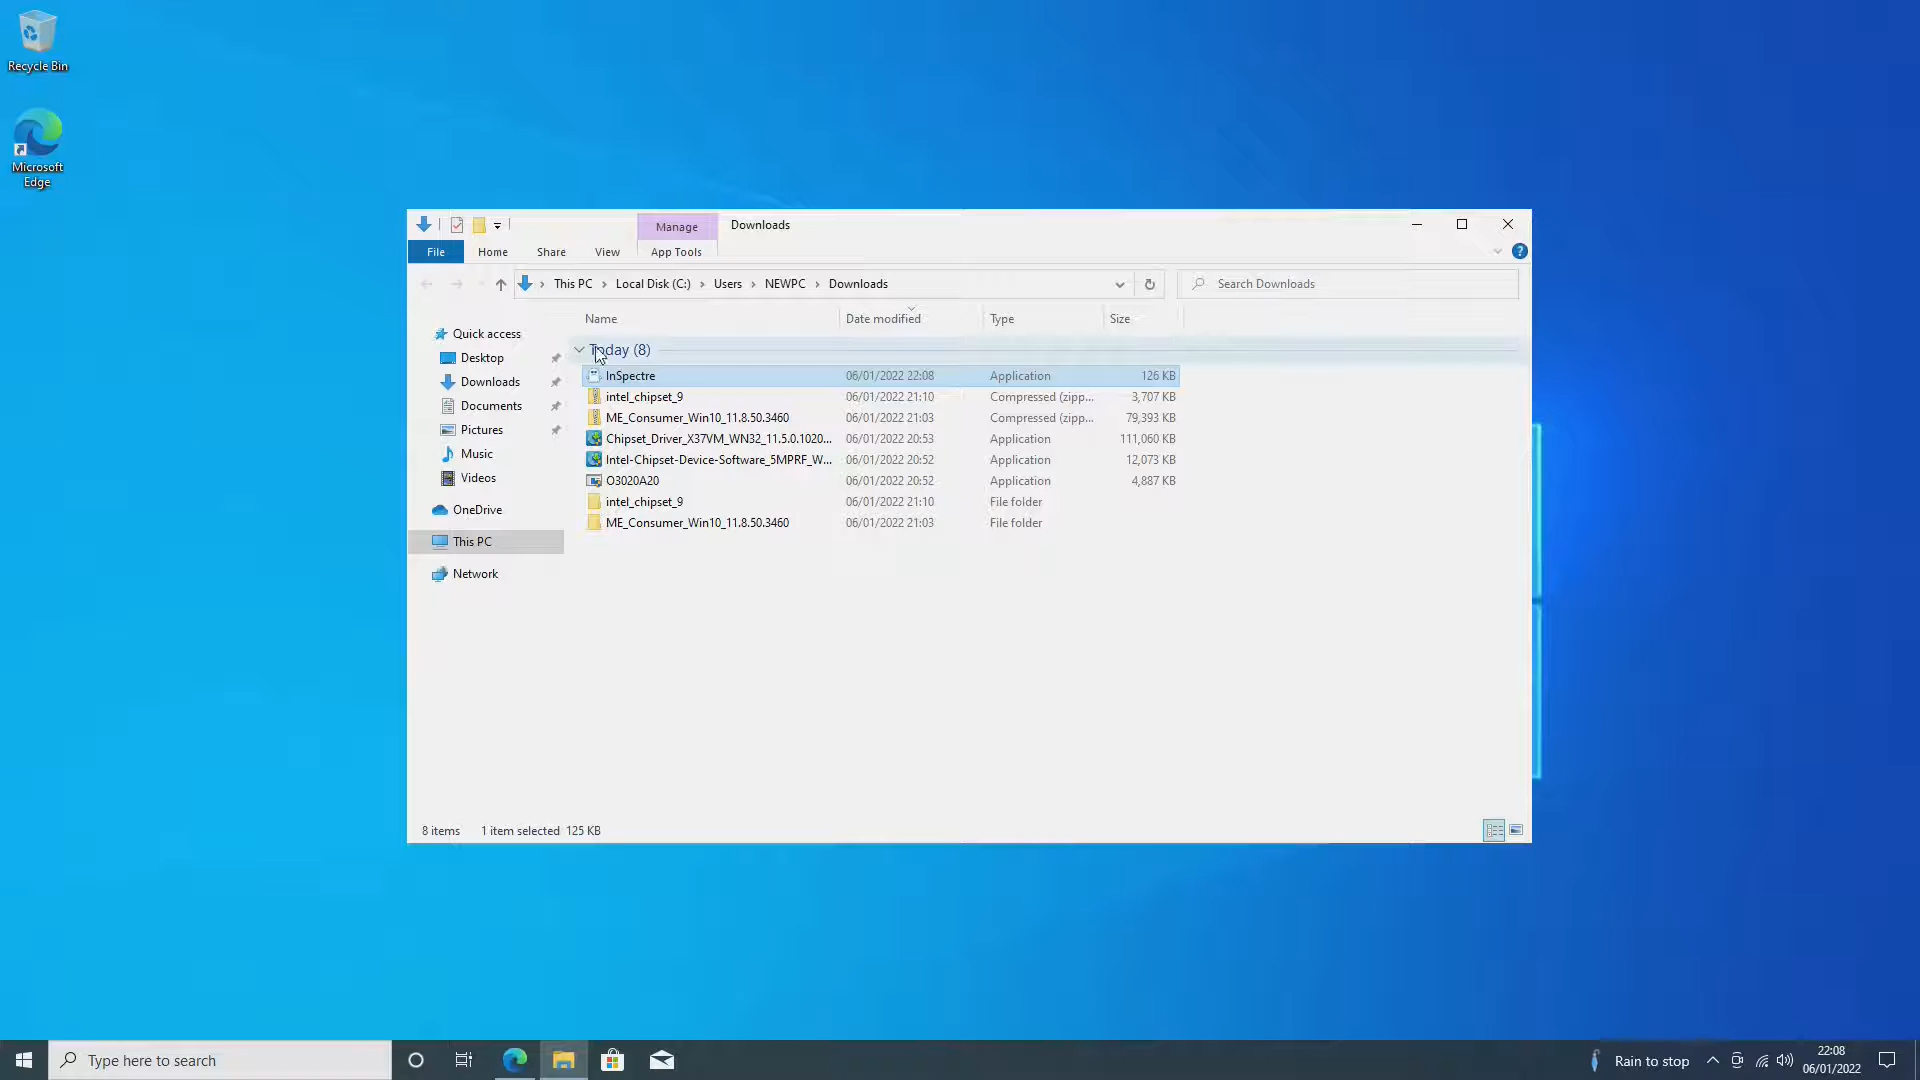 Recycle Bin
Microsoft
Edge
Manage
Downloads
File
Home
Share
View
App Tools
This PC
Local Disk (C:)
Users
NEWPC
Downloads
Search Downloads
Name
Date modified
Type
Size
Quick access
Desktop
Downloads
Documents
Pictures
Music
Videos
OneDrive
This PC
Network
Today (8)
InSpectre 06/01/2022 22:08 Application 126 KB
intel_chipset_9 06/01/2022 21:10 Compressed (zipp... 3,707 KB
ME_Consumer_Win10_11.8.50.3460 06/01/2022 21:03 Compressed (zipp... 79,393 KB
Chipset_Driver_X37VM_WN32_11.5.0.1020... 06/01/2022 20:53 Application 111,060 KB
Intel-Chipset-Device-Software_5MPRF_W... 06/01/2022 20:52 Application 12,073 KB
O3020A20 06/01/2022 20:52 Application 4,887 KB
intel_chipset_9 06/01/2022 21:10 File folder
ME_Consumer_Win10_11.8.50.3460 06/01/2022 21:03 File folder
8 items 1 item selected 125 KB
Type here to search
Rain to stop
22:08
06/01/2022